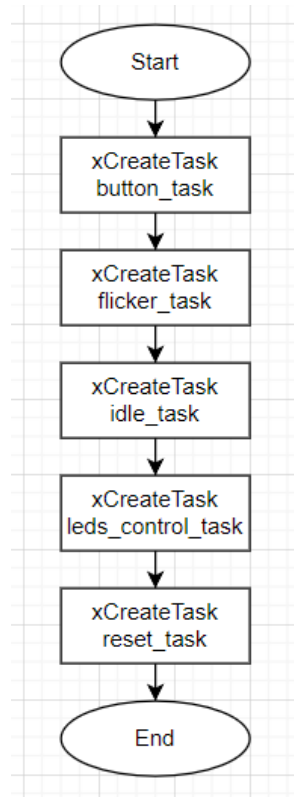 Start
xCreateTask
button_task
xCreateTask
flicker_task
xCreateTask
idle_task
xCreateTask
leds_control_task
xCreateTask
reset_task
End